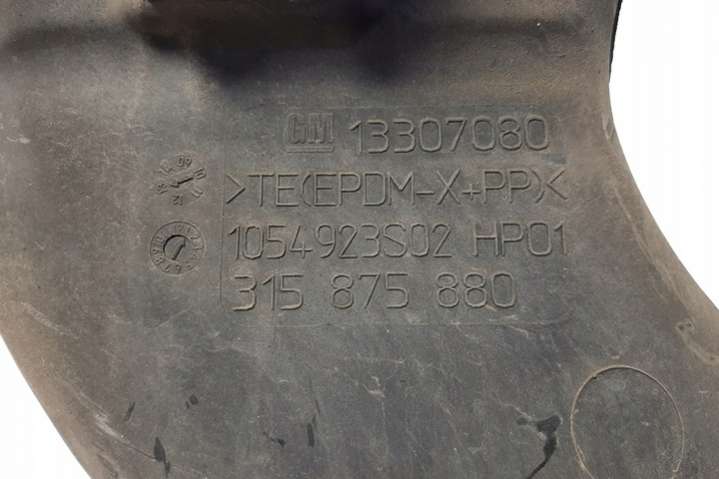 GM 13307080
>TE(EPDM-X+PP)<
1054923S02 HP01
315 875 880